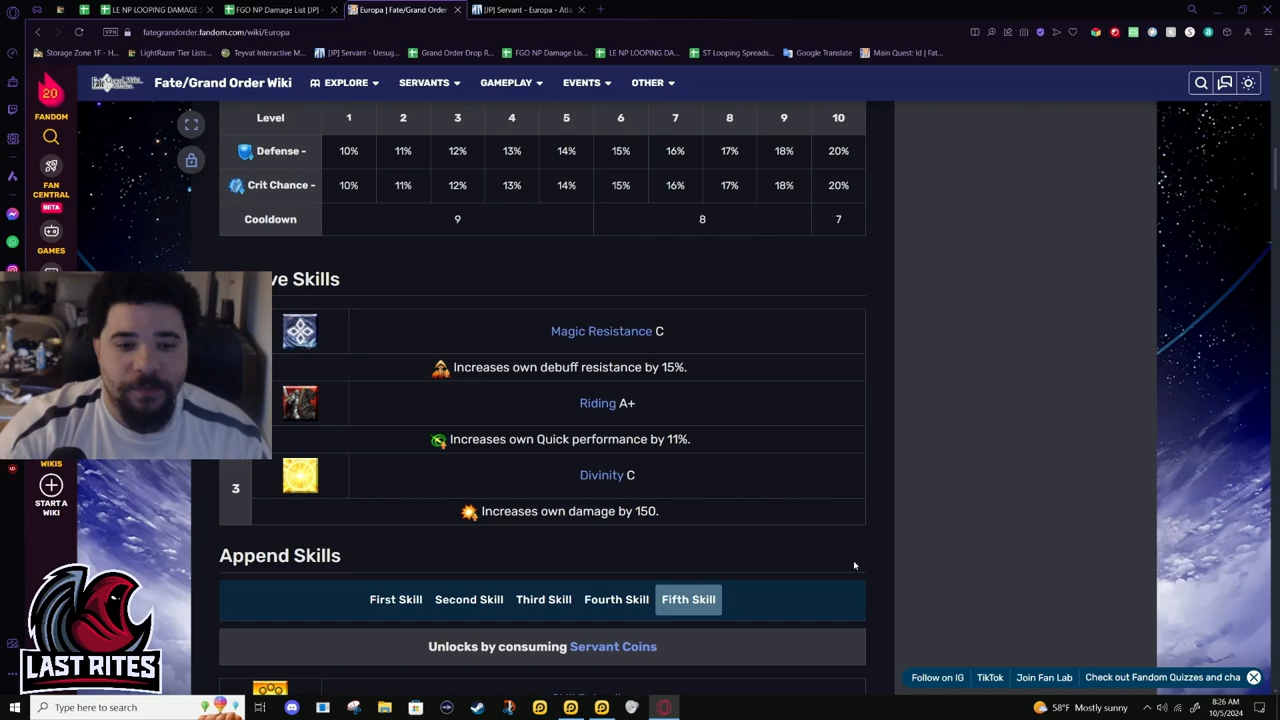 LE NP LOOPING DAMAGE
FGO NP Damage List [JP] -
Europa | Fate/Grand Order
[JP] Servant - Europa - Atla
VPN
fategrandorder.fandom.com/wiki/Europa
Storage Zone 1F - H...
LightRazer Tier Lists...
Teyvat Interactive M...
[JP] Servant - Uesug...
Grand Order Drop R...
FGO NP Damage Lis...
LE NP LOOPING DA...
ST Looping Spreads...
Google Translate
Main Quest: Id | Fat...
20
FANDOM
FAN
CENTRAL
BETA
GAMES
WIKIS
START A
WIKI
Fate/Grand Order Wiki
EXPLORE
SERVANTS
GAMEPLAY
EVENTS
OTHER
Level 1 2 3 4 5 6 7 8 9 10
Defense - 10% 11% 12% 13% 14% 15% 16% 17% 18% 20%
Crit Chance - 10% 11% 12% 13% 14% 15% 16% 17% 18% 20%
Cooldown 9 8 7
ve Skills
Magic Resistance C
Increases own debuff resistance by 15%.
Riding A+
Increases own Quick performance by 11%.
3
Divinity C
Increases own damage by 150.
Append Skills
First Skill Second Skill Third Skill Fourth Skill Fifth Skill
Unlocks by consuming Servant Coins
LAST RITES
Follow on IG
TikTok
Join Fan Lab
Check out Fandom Quizzes and cha
Type here to search
58°F Mostly sunny
8:26 AM
10/5/2024